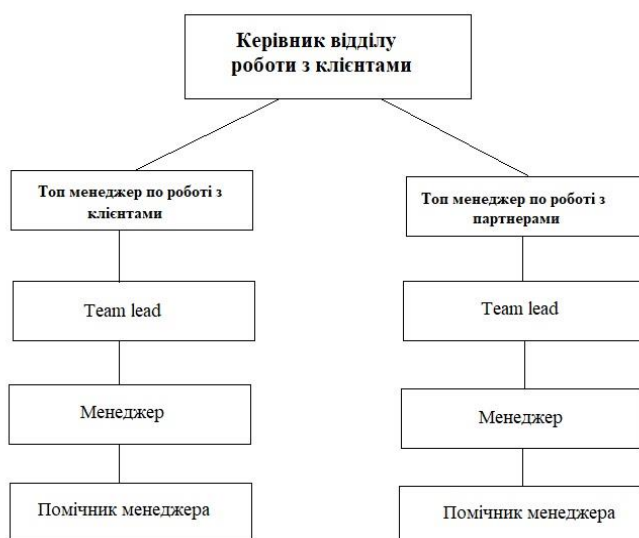 Керівник відділу
роботи з клієнтами
Топ менеджер по роботі з
клієнтами
Топ менеджер по роботі з
партнерами
Team lead
Team lead
Менеджер
Менеджер
Помічник менеджера
Помічник менеджера